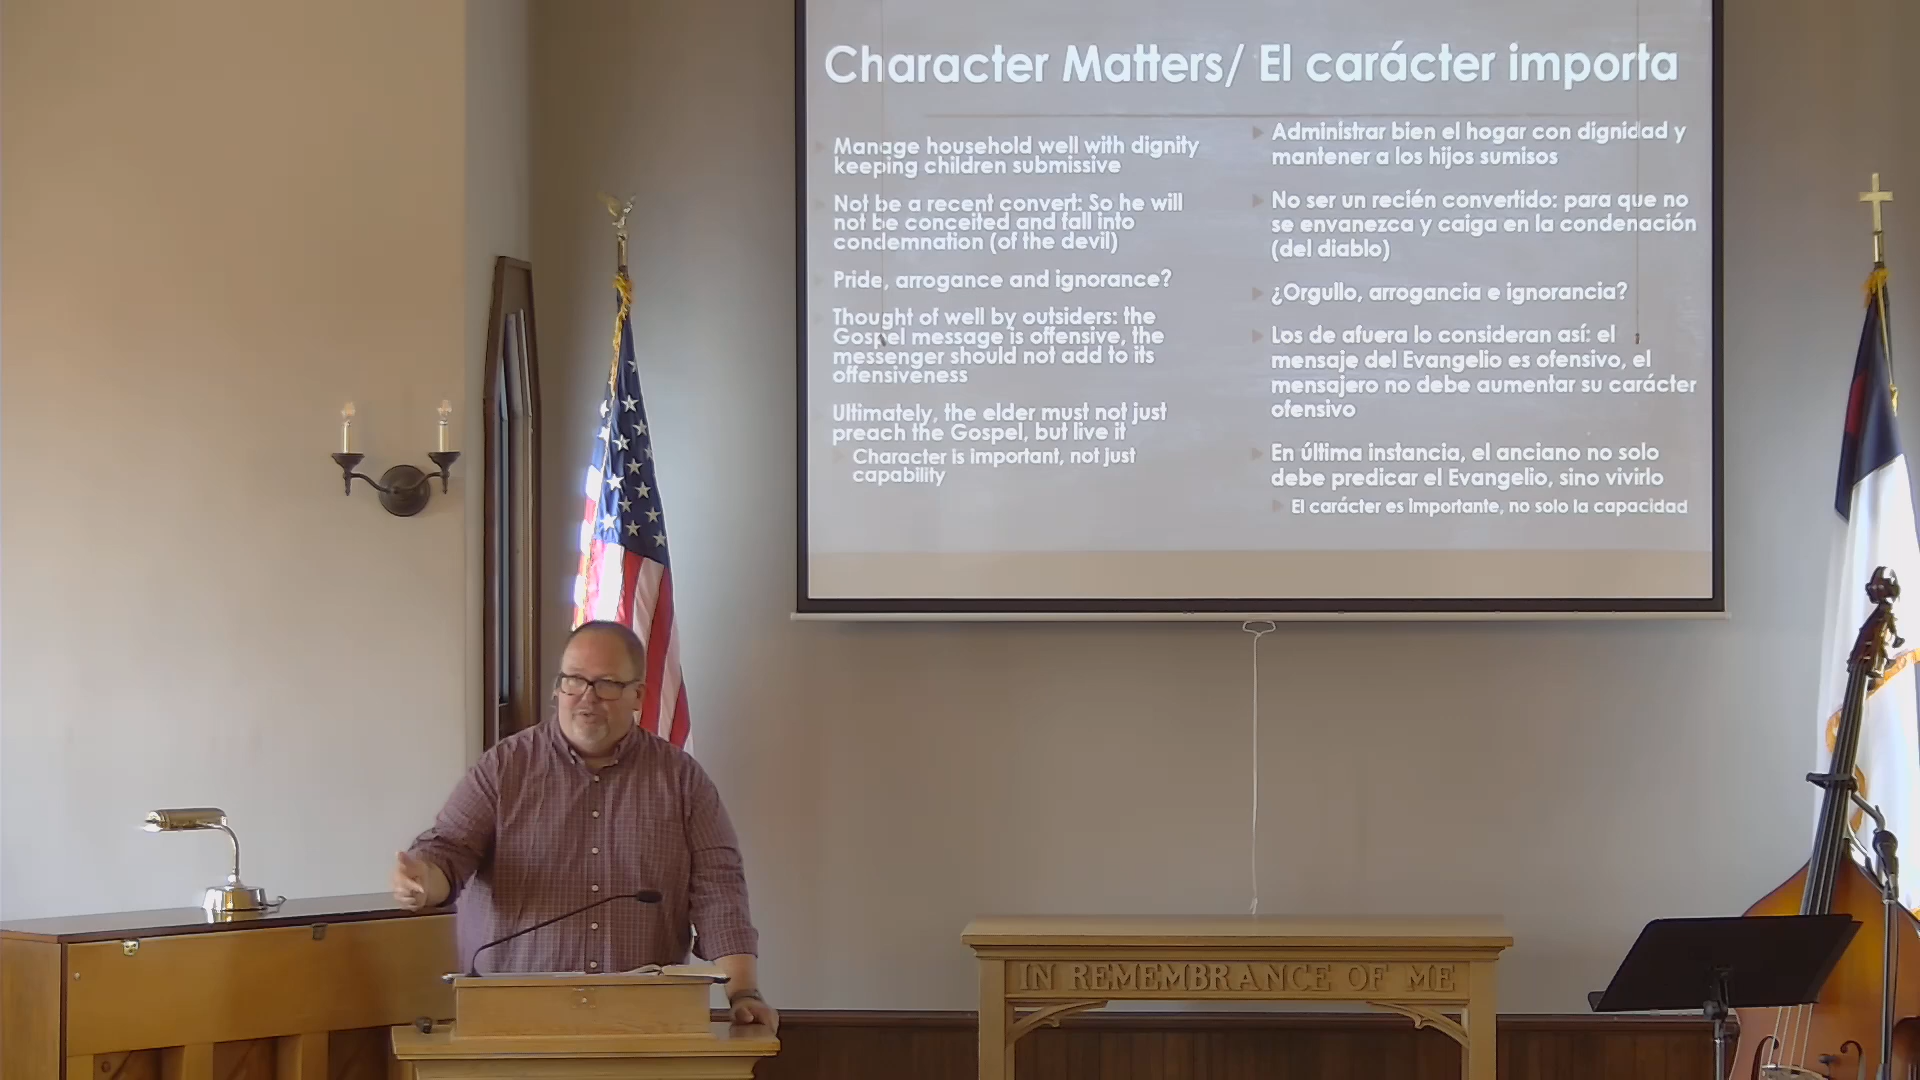 Character Matters/ El carácter importa
Manage household well with dignity
keeping children submissive
Not be a recent convert: So he will
not be conceited and fall into
condemnation (of the devil)
Pride, arrogance and ignorance?
Thought of well by outsiders: the
Gospel message is offensive, the
messenger should not add to its
offensiveness
Ultimately, the elder must not just
preach the Gospel, but live it
Character is important, not just
capability
Administrar bien el hogar con dignidad y
mantener a los hijos sumisos
No ser un recién convertido: para que no
se envanezca y caiga en la condenación
(del diablo)
¿Orgullo, arrogancia e ignorancia?
Los de afuera lo consideran así: el
mensaje del Evangelio es ofensivo, el
mensajero no debe aumentar su carácter
ofensivo
En última instancia, el anciano no solo
debe predicar el Evangelio, sino vivirlo
El carácter es importante, no solo la capacidad
IN REMEMBRANCE OF ME